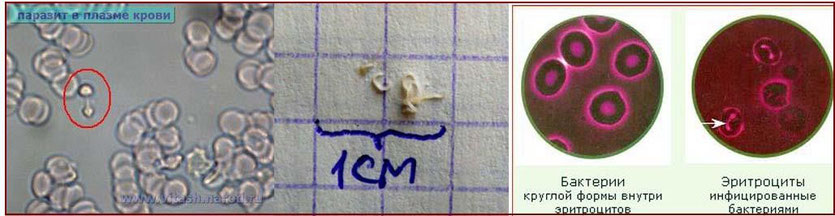 паразит в плазме крови
1СМ
Бактерии
круглой формы внутри
эритроцитов
Эритроциты
инфицированные
бактериями